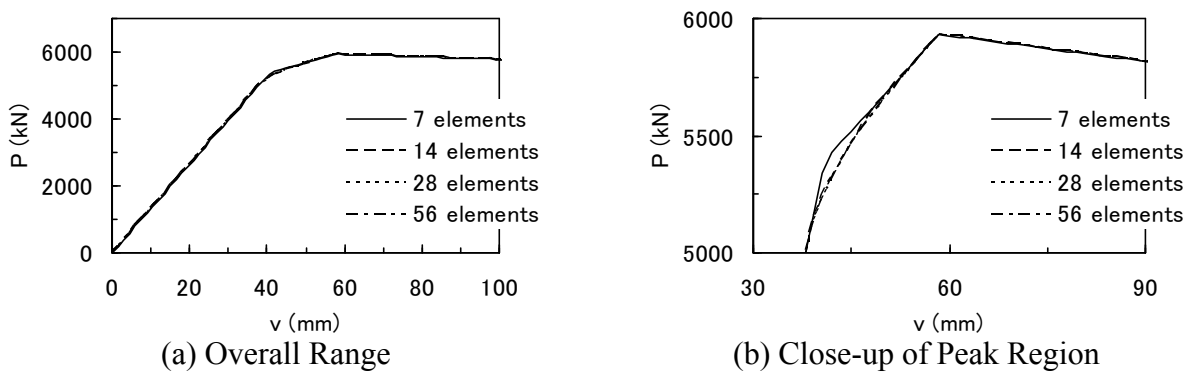 6000
4000
2000
0
P (kN)
7 elements
14 elements
28 elements
56 elements
0 20 40 60 80 100
v (mm)
(a) Overall Range
6000
5500
5000
P (kN)
7 elements
14 elements
28 elements
56 elements
30 60 90
v (mm)
(b) Close-up of Peak Region